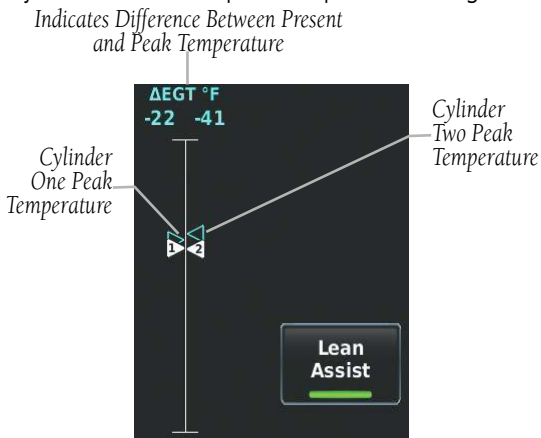 Indicates Difference Between Present
and Peak Temperature
ΔEGT °F
-22 -41
Cylinder
Two Peak
Temperature
Cylinder
One Peak
Temperature
1 2
Lean
Assist